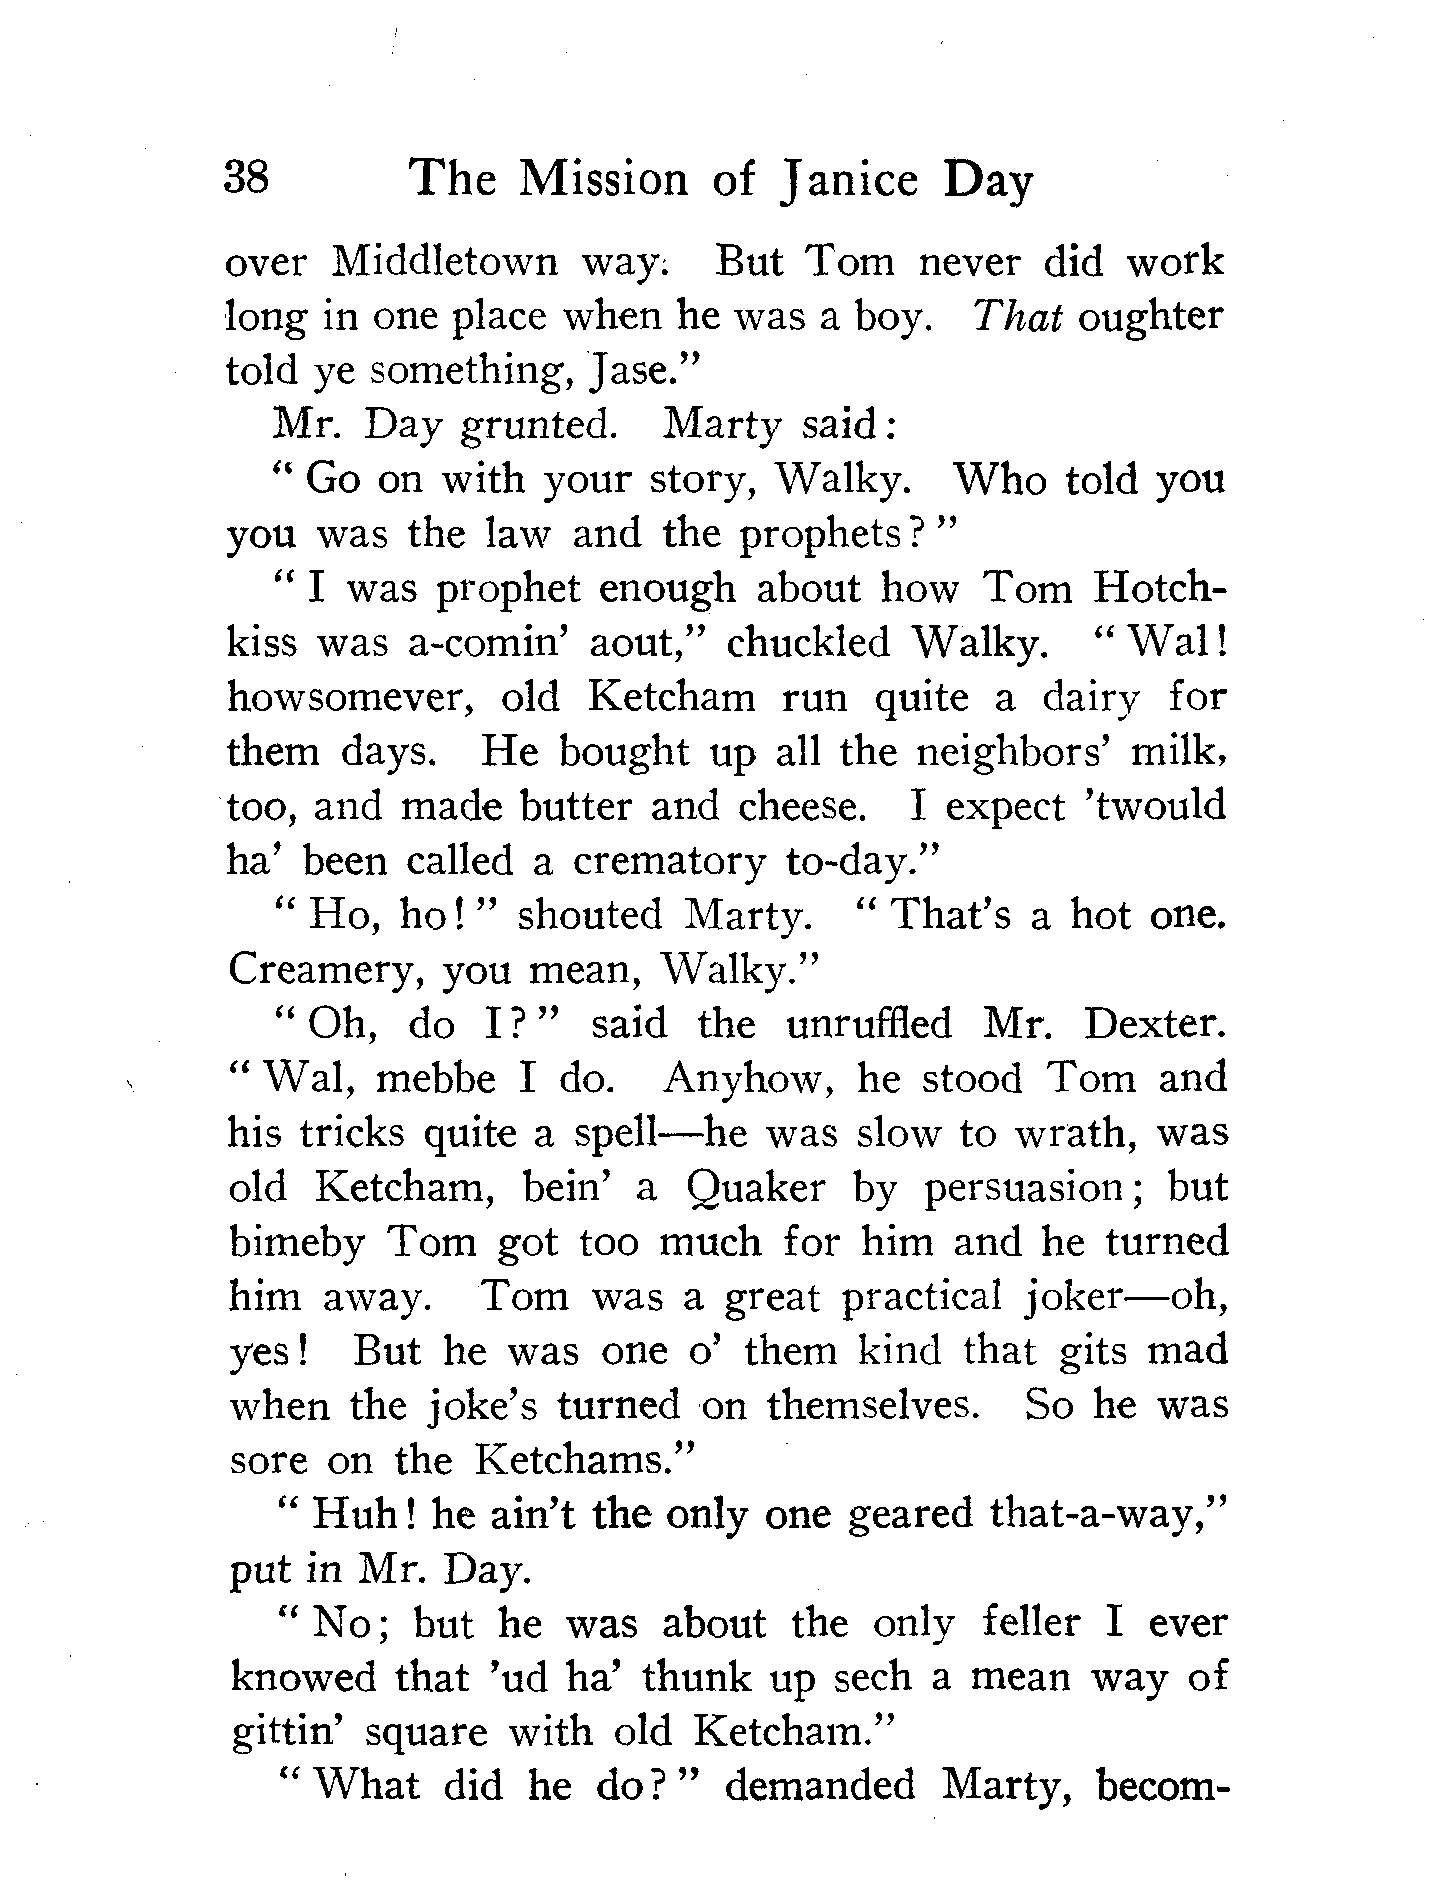 38 The Mission of Janice Day
over Middletown way. But Tom never did work
long in one place when he was a boy. That oughter
told ye something, Jase."
Mr. Day grunted. Marty said:
"Go on with your story, Walky. Who told you
you was the law and the prophets?"
"I was prophet enough about how Tom Hotch-
kiss was a-comin' aout," chuckled Walky. "Wal!
howsomever, old Ketcham run quite a dairy for
them days. He bought up all the neighbors' milk,
too, and made butter and cheese. I expect 'twould
ha' been called a crematory to-day."
"Ho, ho!" shouted Marty. "That's a hot one.
Creamery, you mean, Walky."
"Oh, do I?" said the unruffled Mr. Dexter.
"Wal, mebbe I do. Anyhow, he stood Tom and
his tricks quite a spell—he was slow to wrath, was
old Ketcham, bein' a Quaker by persuasion; but
bimeby Tom got too much for him and he turned
him away. Tom was a great practical joker—oh,
yes! But he was one o' them kind that gits mad
when the joke's turned on themselves. So he was
sore on the Ketchams."
"Huh! he ain't the only one geared that-a-way,"
put in Mr. Day.
"No; but he was about the only feller I ever
knowed that 'ud ha' thunk up sech a mean way of
gittin' square with old Ketcham."
"What did he do?" demanded Marty, becom-